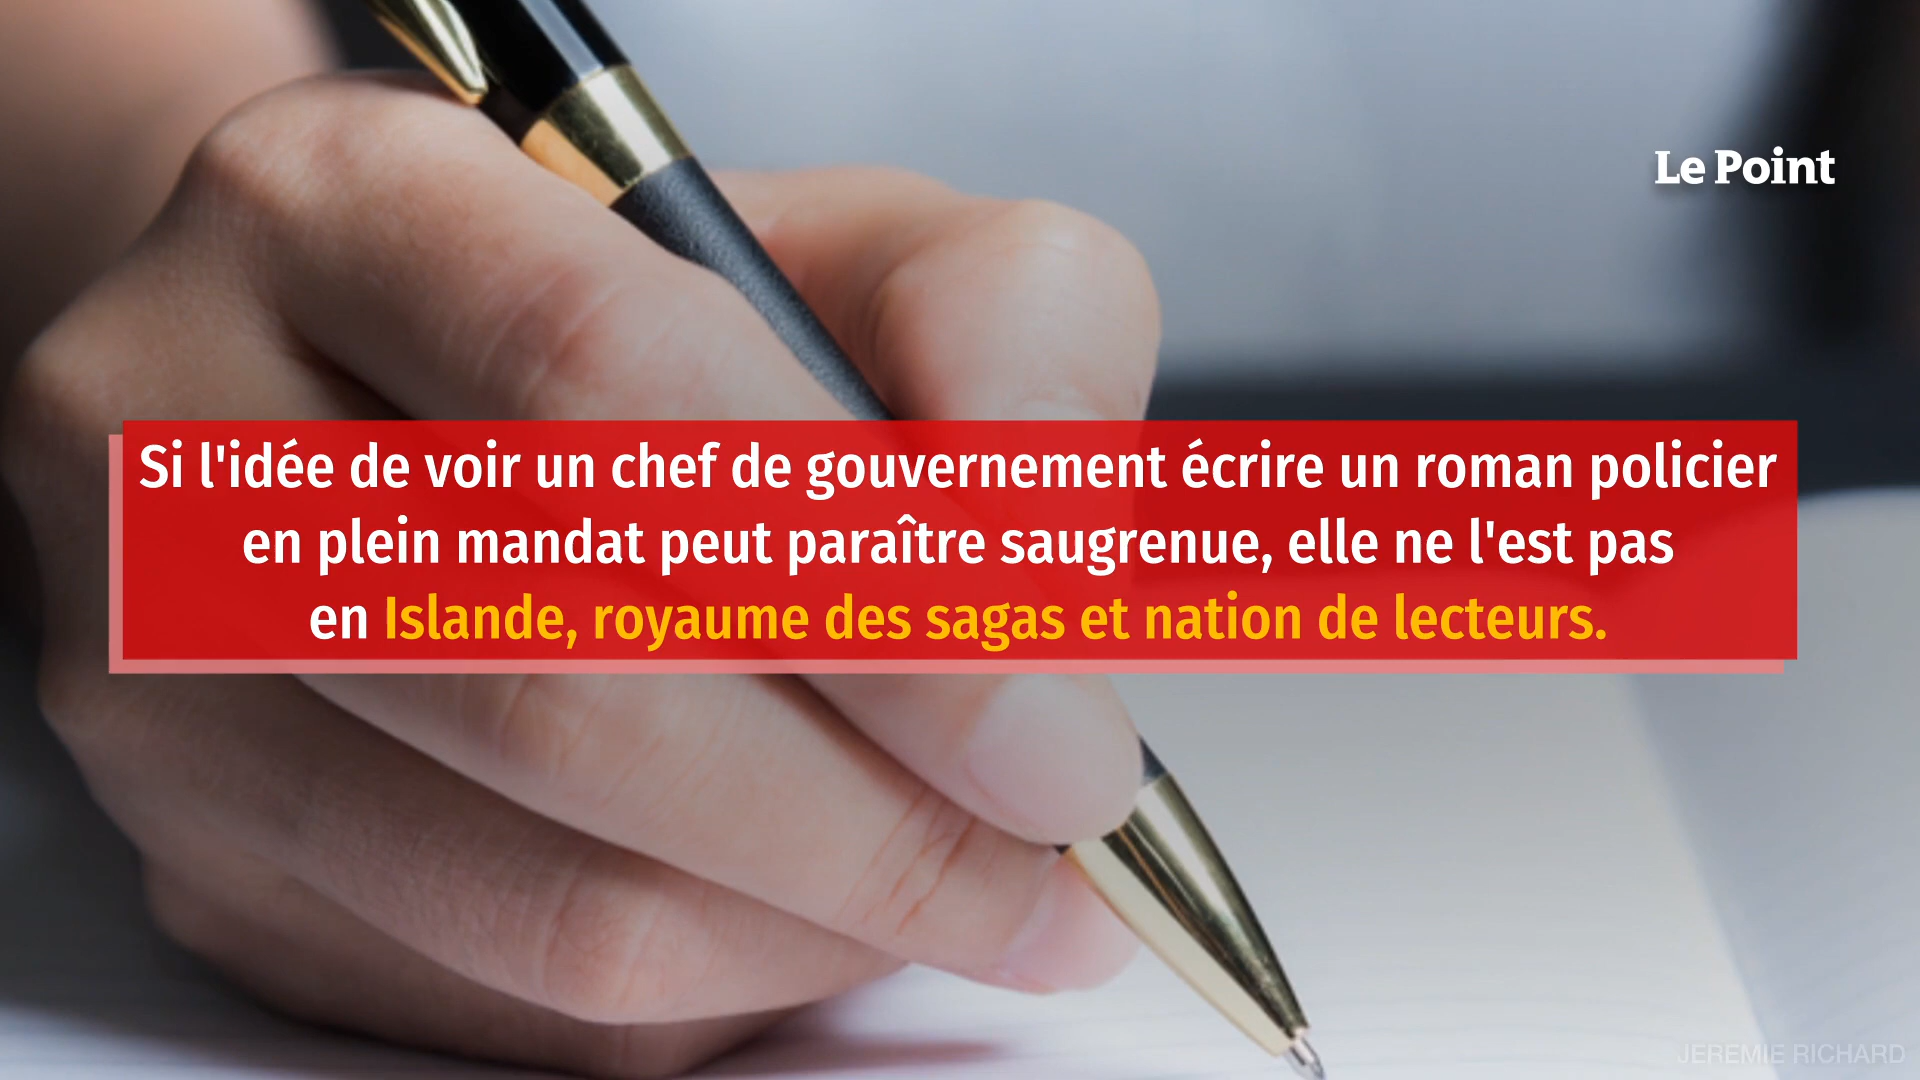 Le Point
Si l'idée de voir un chef de gouvernement écrire un roman policier
en plein mandat peut paraître saugrenue, elle ne l'est pas
en Islande, royaume des sagas et nation de lecteurs.
JEREMIE RICHARD